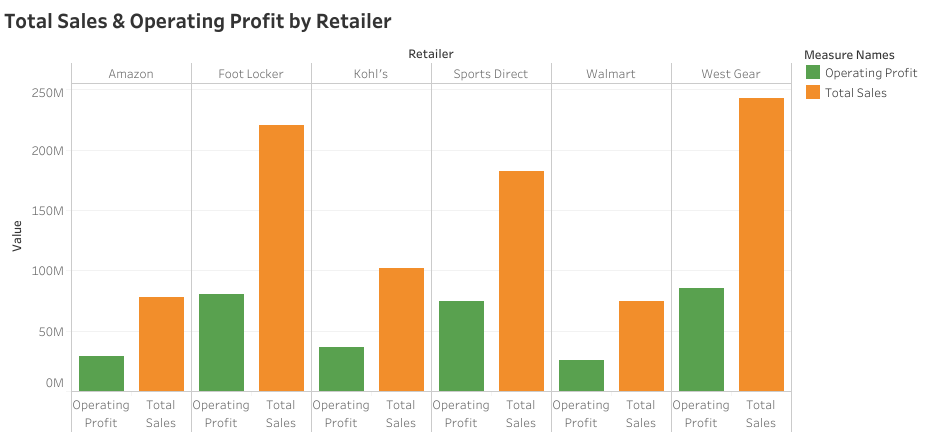 Total Sales & Operating Profit by Retailer
Retailer
Measure Names
Amazon Foot Locker Kohl's Sports Direct Walmart West Gear
Operating Profit
Total Sales
250M
200M
150M
100M
50M
0M
Value
Operating Total Operating Total Operating Total Operating Total Operating Total Operating Total
Profit Sales Profit Sales Profit Sales Profit Sales Profit Sales Profit Sales